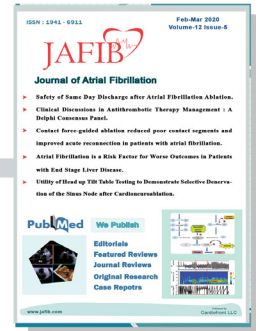 ISSN : 1941 - 6911
Feb-Mar 2020
Volume-12 Issue-5
JAFIB
Journal of Atrial Fibrillation
Safety of Same Day Discharge after Atrial Fibrillation Ablation.
Clinical Discussions in Antithrombotic Therapy Management : A
Delphi Consensus Panel.
Contact force-guided ablation reduced poor contact segments and
improved acute reconnection in patients with atrial fibrillation.
Atrial Fibrillation is a Risk Factor for Worse Outcomes in Patients
with End Stage Liver Disease.
Utility of Head up Tilt Table Testing to Demonstrate Selective Denerva-
tion of the Sinus Node after Cardioneuroablation.
PubMed
We Publish
Editorials
Featured Reviews
Journal Reviews
Original Research
Case Repotrs
www.jafib.com
CardioFront LLC